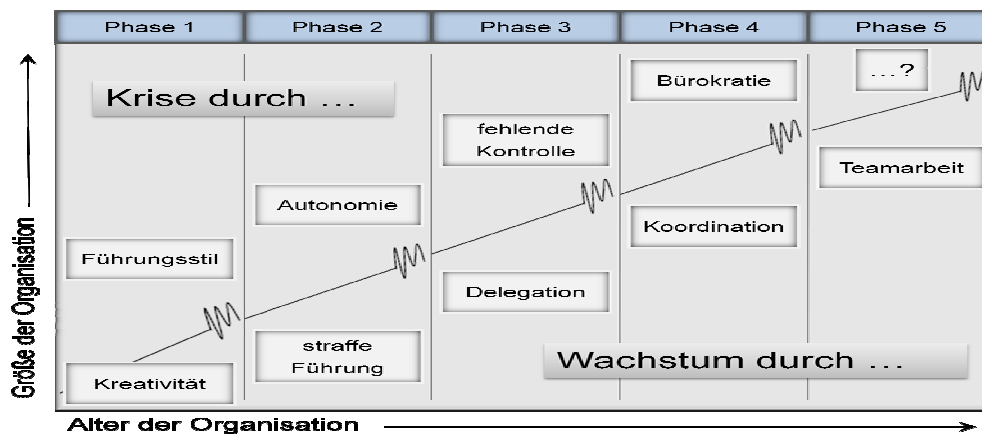 Phase 1
Phase 2
Phase 3
Phase 4
Phase 5
Größe der Organisation
Krise durch ...
Führungsstil
Autonomie
fehlende
Kontrolle
Bürokratie
...?
Kreativität
straffe
Führung
Delegation
Koordination
Teamarbeit
Wachstum durch ...
Alter der Organisation